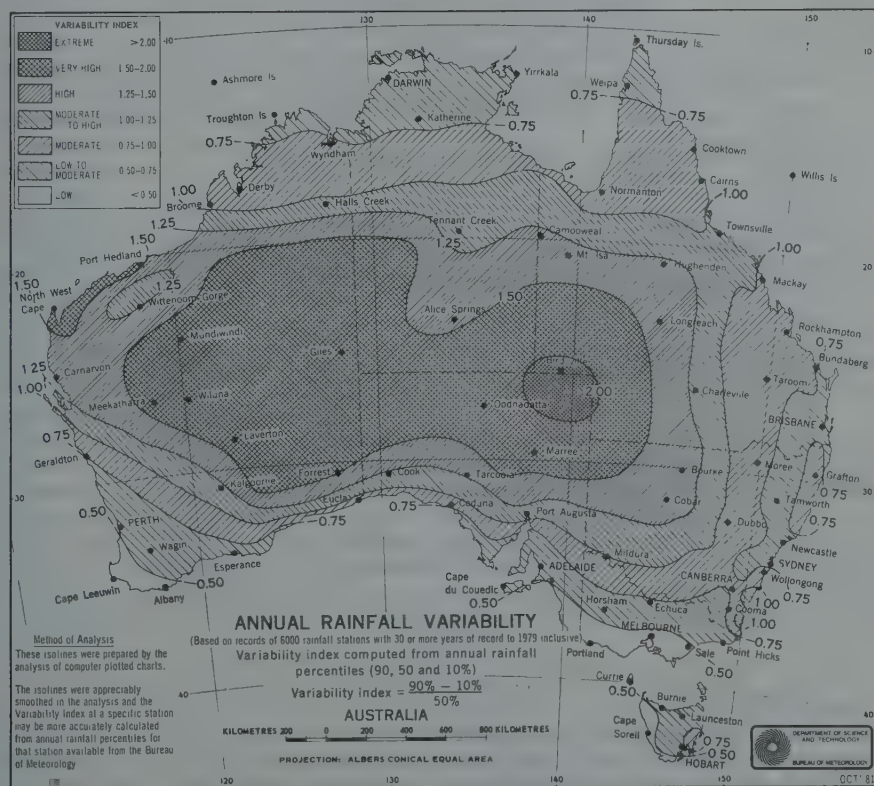 VARIABILITY INDEX
EXTREME >2.00
VERY HIGH 1.50-2.00
HIGH 1.25-1.50
MODERATE TO HIGH 1.00-1.25
MODERATE 0.75-1.00
LOW TO MODERATE 0.50-0.75
LOW <0.50
130
140
150
10
10
Thursday Is.
Ashmore Is
DARWIN
Yirrkala
Weipa
0.75
0.75
Troughton Is
Katherine
0.75
0.75
Wyndham
Cooktown
Derby
Cairns
Willis Is
1.00
Broome
Halls Creek
Normanton
1.00
1.25
Tennant Creek
Townsville
1.50
1.25
Camooweal
1.00
Port Hedland
Mt Isa
Hughenden
20
20
1.50
North West Cape
1.25
Wittenoom Gorge
1.50
Mackay
Alice Springs
Longreach
Rockhampton
0.75
Mundiwindi
Giles
Bundaberg
1.25
Carnarvon
1.00
2.00
Charleville
Taroom
Meekatharra
Wiluna
Oodnadatta
BRISBANE
0.75
Laverton
Geraldton
Marree
Bourke
Moree
Grafton
Kalgoorlie
Forrest
Cook
Tarcoola
0.75
30
30
Eucla
Cobar
Tamworth
0.50
0.75
0.75
Ceduna
Port Augusta
0.75
PERTH
Dubbo
Wagin
Mildura
Newcastle
Esperance
ADELAIDE
SYDNEY
0.50
Cape du Couedic
0.50
CANBERRA
Wollongong
0.75
Cape Leeuwin
Albany
Horsham
Echuca
Cooma
1.00
1.00
MELBOURNE
0.75
Portland
Sale
Point Hicks
0.50
Currie
0.50
Burnie
Launceston
Cape Sorell
0.75
0.50
HOBART
40
40
ANNUAL RAINFALL VARIABILITY
(Based on records of 6000 rainfall stations with 30 or more years of record to 1979 inclusive)
Variability index computed from annual rainfall
percentiles (90, 50 and 10%)
Variability index = 90% − 10% / 50%
AUSTRALIA
KILOMETRES 200 0 200 400 600 800 KILOMETRES
PROJECTION: ALBERS CONICAL EQUAL AREA
Method of Analysis
These isolines were prepared by the
analysis of computer plotted charts.
The isolines were appreciably
smoothed in the analysis and the
Variability Index at a specific station
may be more accurately calculated
from annual rainfall percentiles for
that station available from the Bureau
of Meteorology
120
130
140
150
DEPARTMENT OF SCIENCE
AND TECHNOLOGY
BUREAU OF METEOROLOGY
OCT' 81